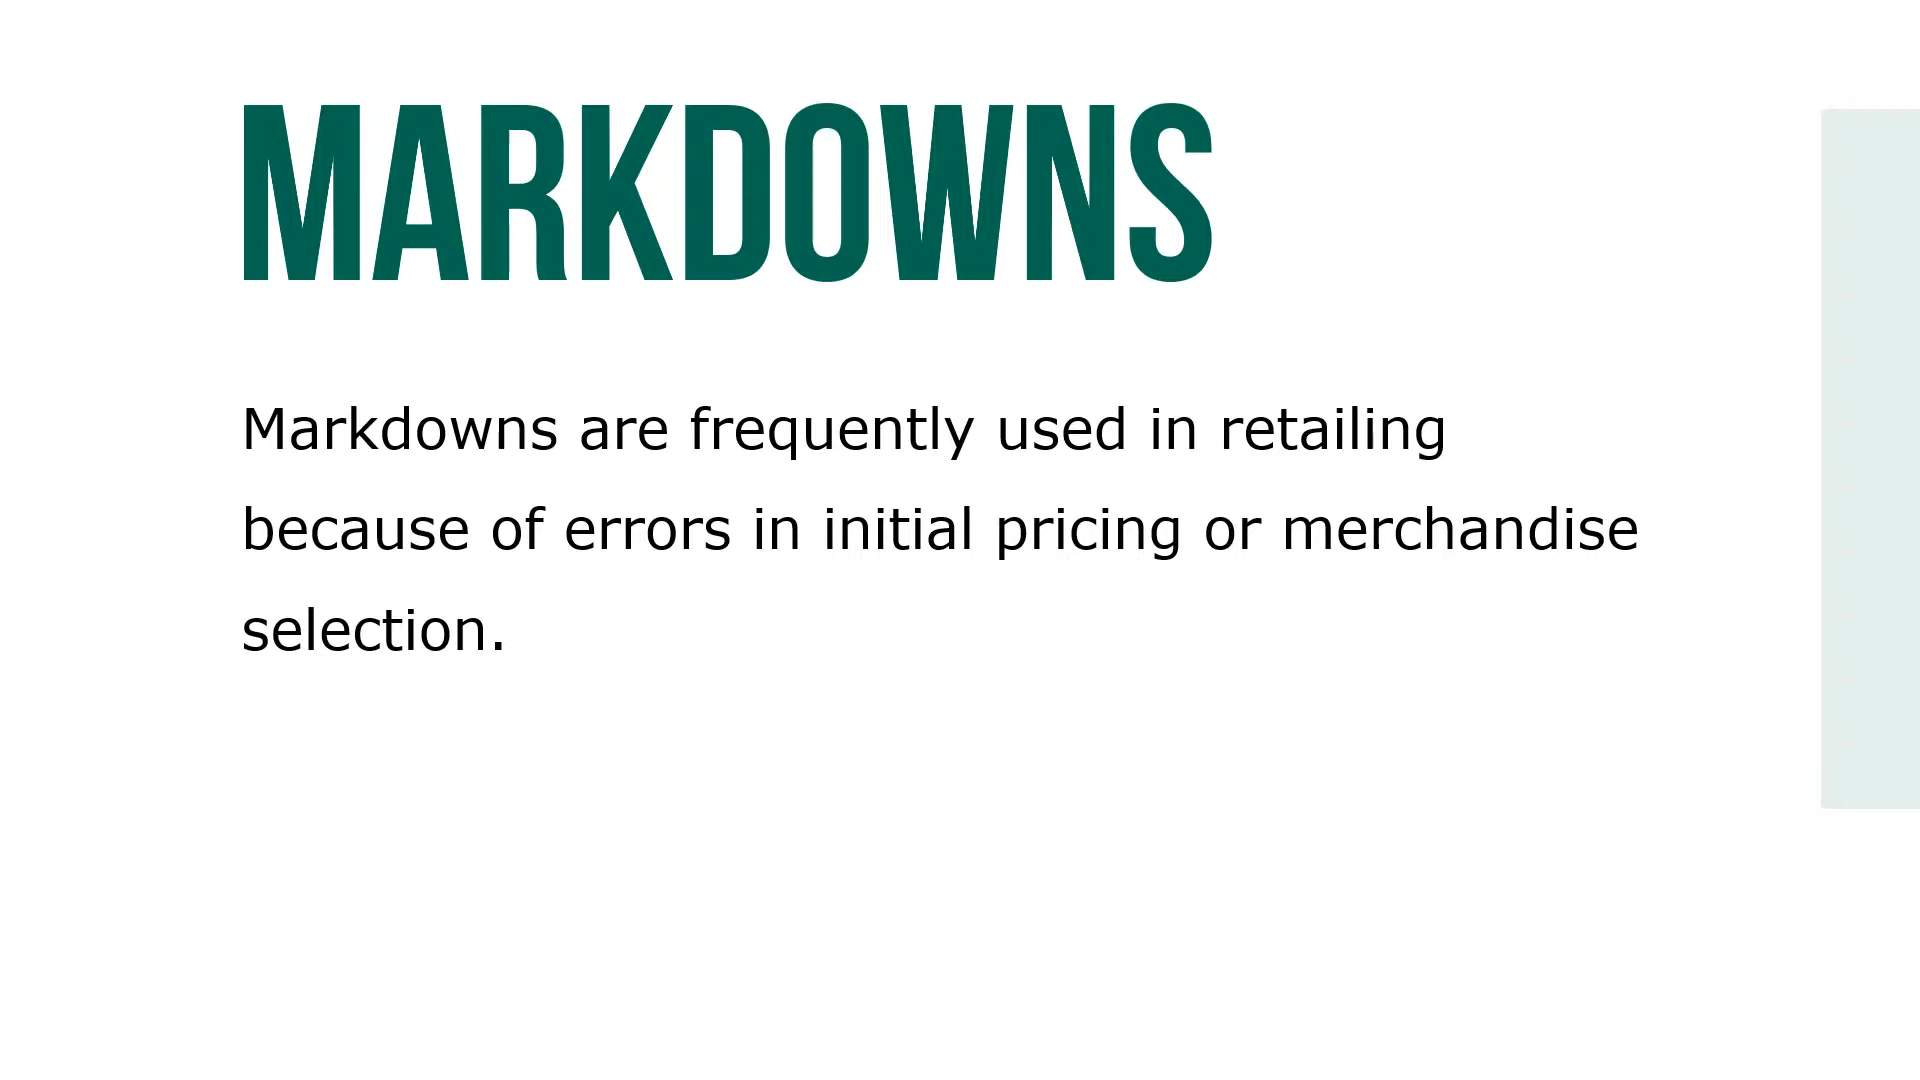 MARKDOWNS
Markdowns are frequently used in retailing
because of errors in initial pricing or merchandise
selection.